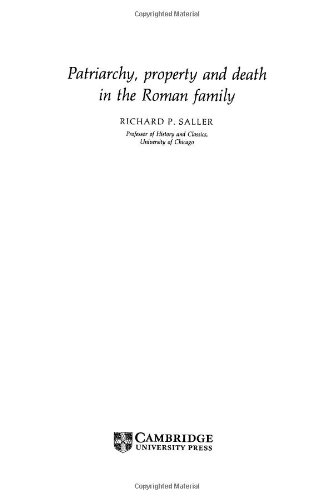 Copyrighted Material
Patriarchy, property and death
in the Roman family
RICHARD P. SALLER
Professor of History and Classics,
University of Chicago
CAMBRIDGE
UNIVERSITY PRESS
Copyrighted Material